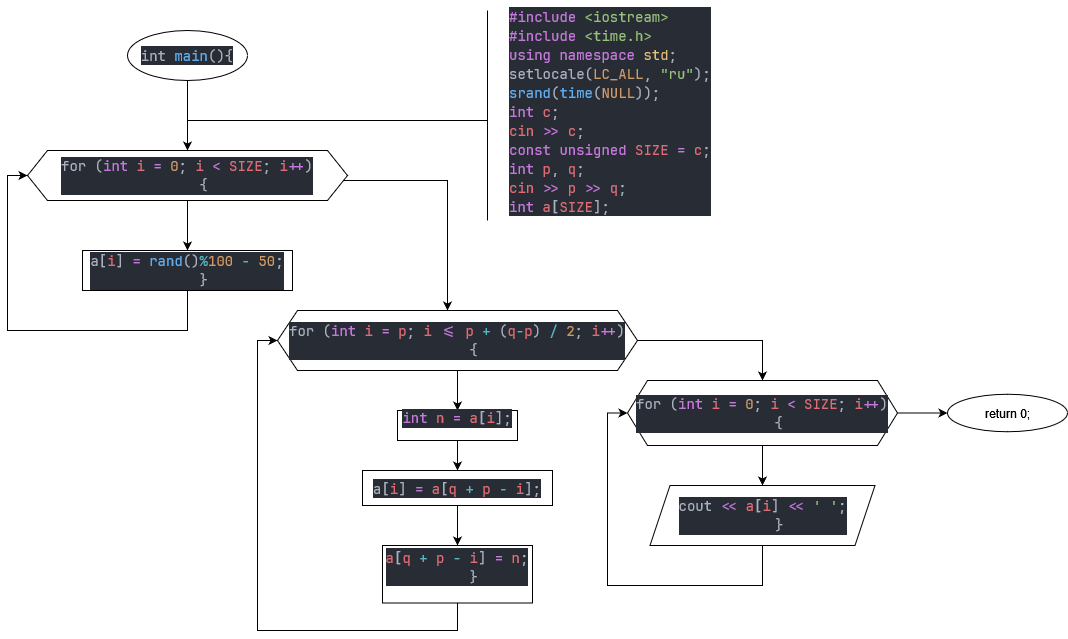 int main(){
#include <iostream>
#include <time.h>
using namespace std;
setlocale(LC_ALL, "ru");
srand(time(NULL));
int c;
cin >> c;
const unsigned SIZE = c;
int p, q;
cin >> p >> q;
int a[SIZE];
for (int i = 0; i < SIZE; i++)
{
a[i] = rand()%100 - 50;
}
for (int i = p; i <= p + (q-p) / 2; i++)
{
int n = a[i];
a[i] = a[q + p - i];
a[q + p - i] = n;
}
for (int i = 0; i < SIZE; i++)
{
cout << a[i] << ' ';
}
return 0;